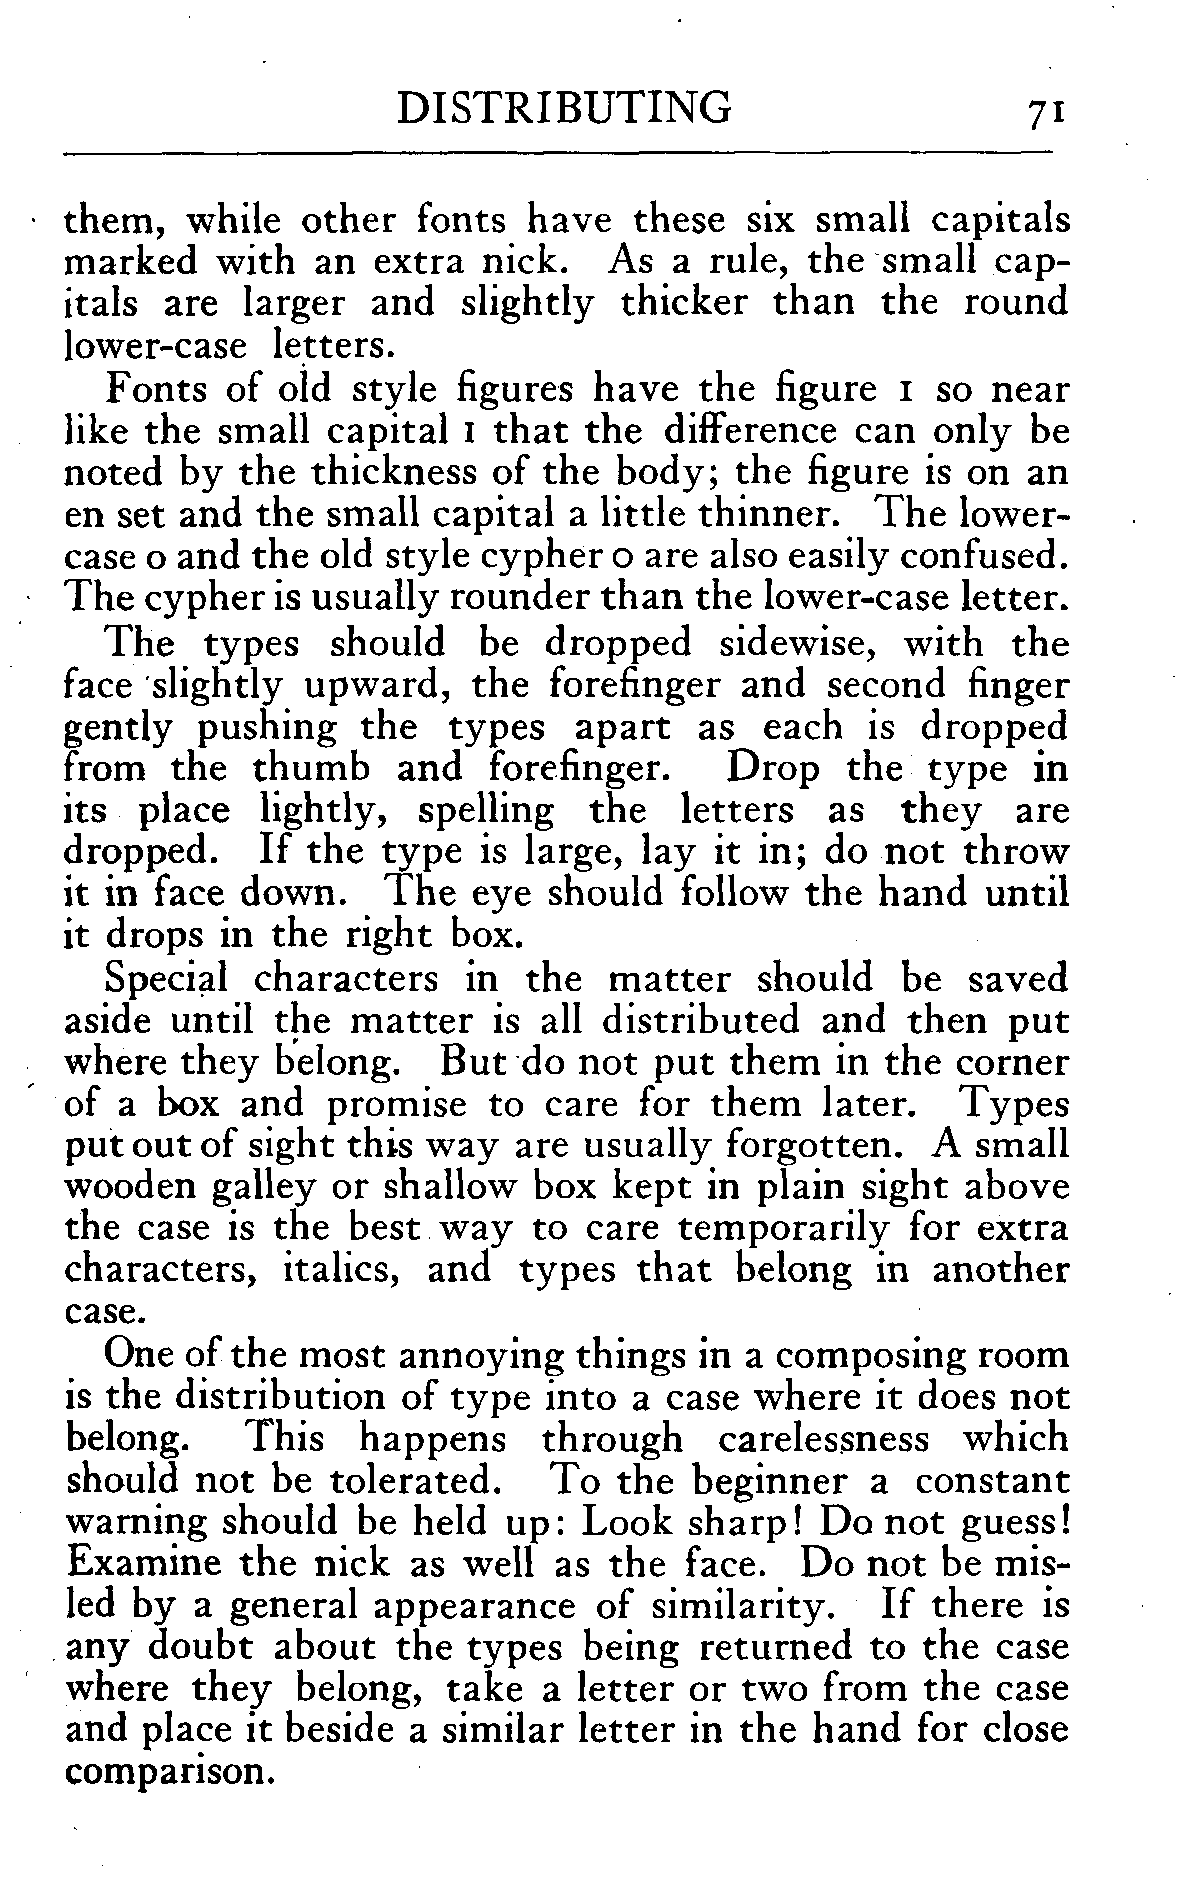 DISTRIBUTING 71
them, while other fonts have these six small capitals
marked with an extra nick. As a rule, the small cap-
itals are larger and slightly thicker than the round
lower-case letters.
Fonts of old style figures have the figure 1 so near
like the small capital I that the difference can only be
noted by the thickness of the body; the figure is on an
en set and the small capital a little thinner. The lower-
case o and the old style cypher o are also easily confused.
The cypher is usually rounder than the lower-case letter.
The types should be dropped sidewise, with the
face slightly upward, the forefinger and second finger
gently pushing the types apart as each is dropped
from the thumb and forefinger. Drop the type in
its place lightly, spelling the letters as they are
dropped. If the type is large, lay it in; do not throw
it in face down. The eye should follow the hand until
it drops in the right box.
Special characters in the matter should be saved
aside until the matter is all distributed and then put
where they belong. But do not put them in the corner
of a box and promise to care for them later. Types
put out of sight this way are usually forgotten. A small
wooden galley or shallow box kept in plain sight above
the case is the best way to care temporarily for extra
characters, italics, and types that belong in another
case.
One of the most annoying things in a composing room
is the distribution of type into a case where it does not
belong. This happens through carelessness which
should not be tolerated. To the beginner a constant
warning should be held up: Look sharp! Do not guess!
Examine the nick as well as the face. Do not be mis-
led by a general appearance of similarity. If there is
any doubt about the types being returned to the case
where they belong, take a letter or two from the case
and place it beside a similar letter in the hand for close
comparison.